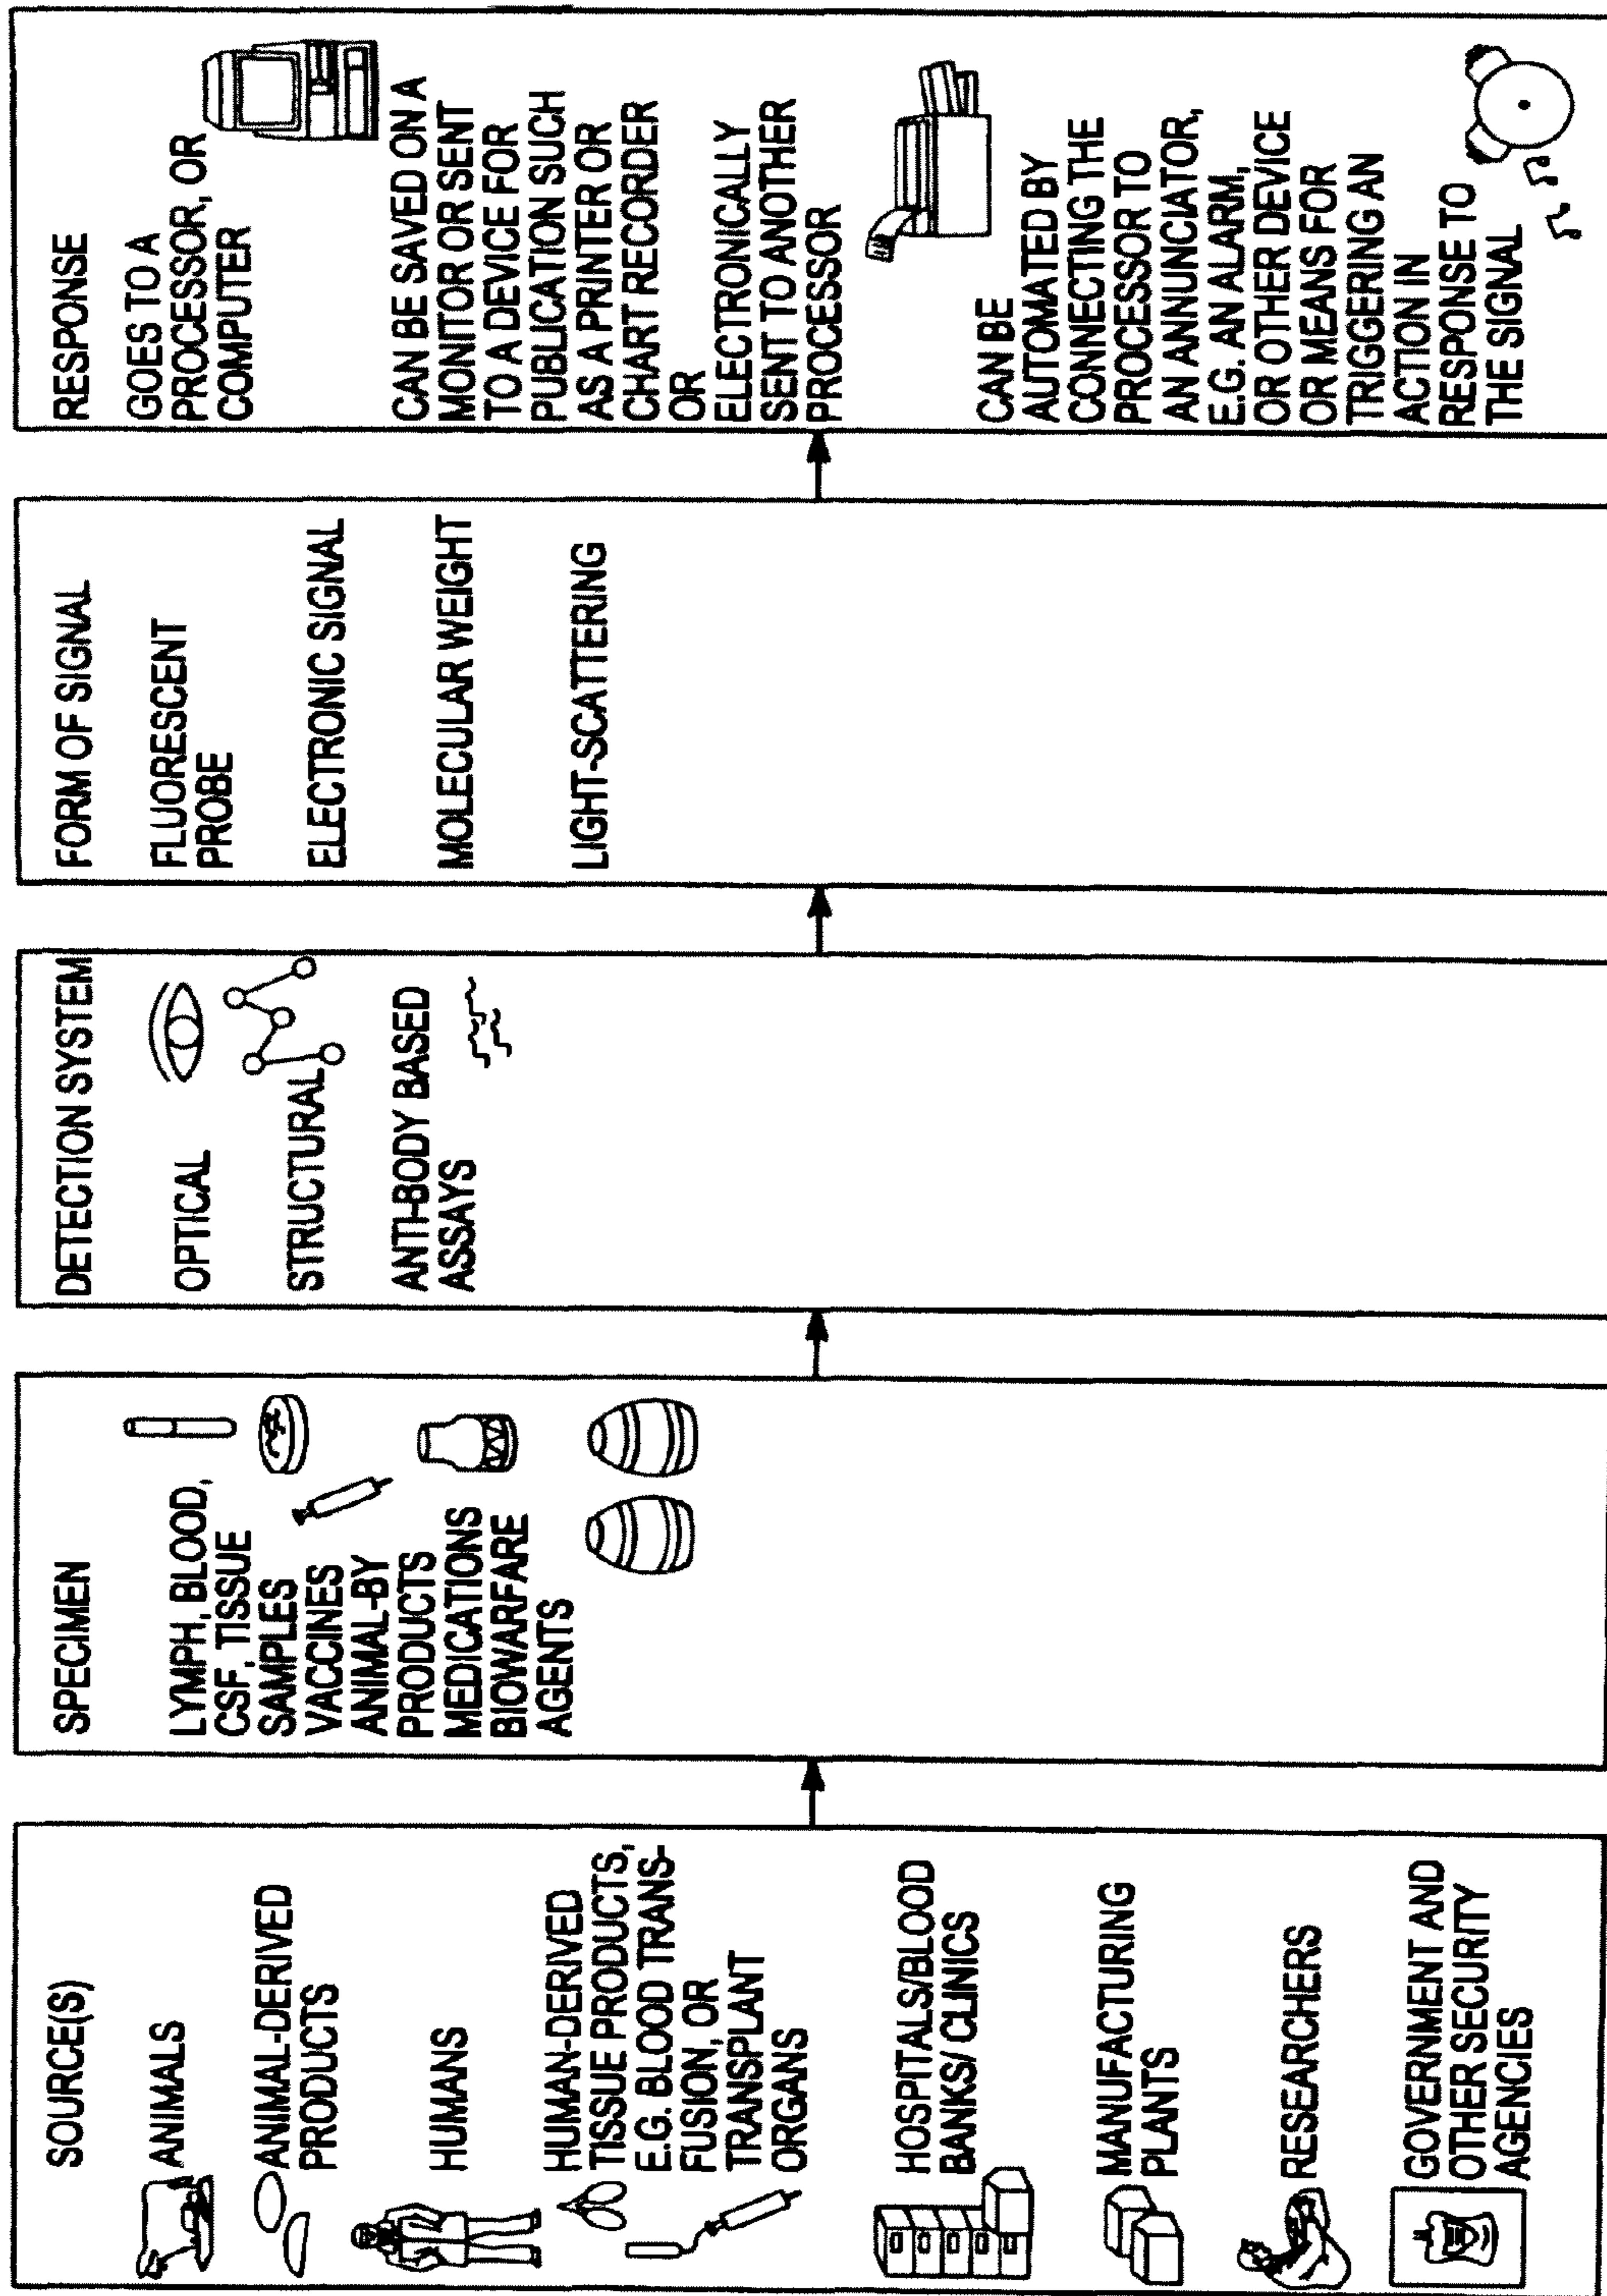 SOURCE(S)
ANIMALS
ANIMAL-DERIVED
PRODUCTS
HUMANS
HUMAN-DERIVED
TISSUE PRODUCTS,
E.G. BLOOD TRANS-
FUSION, OR
TRANSPLANT
ORGANS
HOSPITALS/BLOOD
BANKS/ CLINICS
MANUFACTURING
PLANTS
RESEARCHERS
GOVERNMENT AND
OTHER SECURITY
AGENCIES
SPECIMEN
LYMPH, BLOOD,
CSF, TISSUE
SAMPLES
VACCINES
ANIMAL-BY
PRODUCTS
MEDICATIONS
BIOWARFARE
AGENTS
DETECTION SYSTEM
OPTICAL
STRUCTURAL
ANTI-BODY BASED
ASSAYS
FORM OF SIGNAL
FLUORESCENT
PROBE
ELECTRONIC SIGNAL
MOLECULAR WEIGHT
LIGHT-SCATTERING
RESPONSE
GOES TO A
PROCESSOR, OR
COMPUTER
CAN BE SAVED ON A
MONITOR OR SENT
TO A DEVICE FOR
PUBLICATION SUCH
AS A PRINTER OR
CHART RECORDER
OR
ELECTRONICALLY
SENT TO ANOTHER
PROCESSOR
CAN BE
AUTOMATED BY
CONNECTING THE
PROCESSOR TO
AN ANNUNCIATOR,
E.G. AN ALARM,
OR OTHER DEVICE
OR MEANS FOR
TRIGGERING AN
ACTION IN
RESPONSE TO
THE SIGNAL